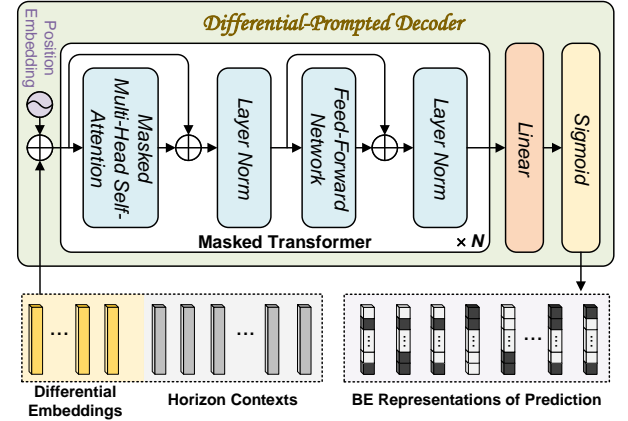 Differential-Prompted Decoder
Position
Embedding
Masked
Multi-Head Self-
Attention
Layer Norm
Feed-Forward
Network
Layer Norm
Linear
Sigmoid
Masked Transformer
× N
...
...
...
Differential
Embeddings
Horizon Contexts
BE Representations of Prediction